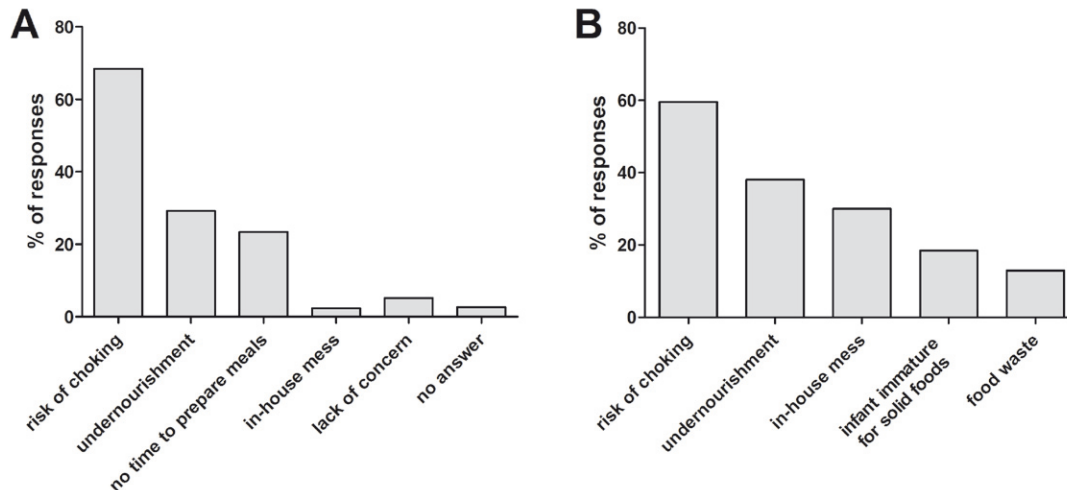 A
% of responses
80
60
40
20
0
risk of choking
undernourishment
no time to prepare meals
in-house mess
lack of concern
no answer
B
% of responses
80
60
40
20
0
risk of choking
undernourishment
in-house mess
infant immature
for solid foods
food waste